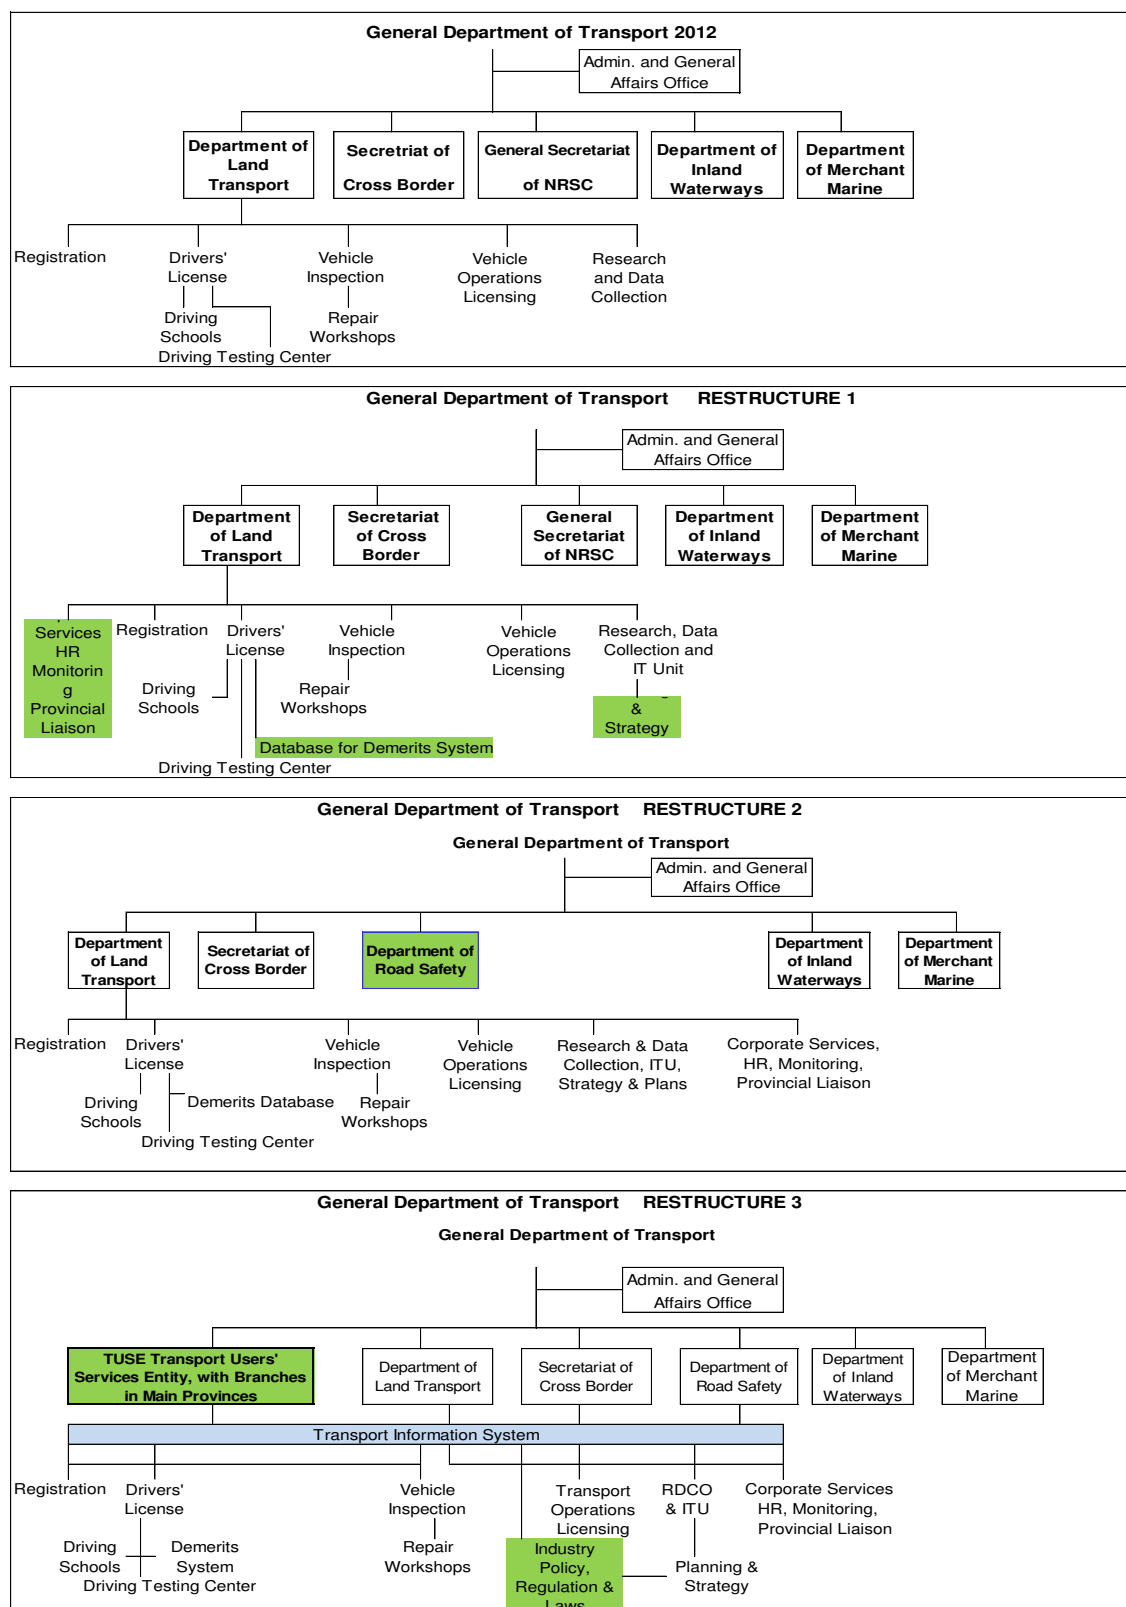 General Department of Transport 2012
Admin. and General
Affairs Office
Department of
Land
Transport
Secretriat of
Cross Border
General Secretariat
of NRSC
Department of
Inland
Waterways
Department
of Merchant
Marine
Registration
Drivers'
License
Vehicle
Inspection
Vehicle
Operations
Licensing
Research
and Data
Collection
Driving
Schools
Repair
Workshops
Driving Testing Center
General Department of Transport RESTRUCTURE 1
Admin. and General
Affairs Office
Department
of Land
Transport
Secretariat
of Cross
Border
General
Secretariat
of NRSC
Department
of Inland
Waterways
Department
of Merchant
Marine
Services
HR
Monitorin
g
Provincial
Liaison
Registration
Drivers'
License
Vehicle
Inspection
Vehicle
Operations
Licensing
Research, Data
Collection and
IT Unit
Driving
Schools
Repair
Workshops
&
Strategy
Database for Demerits System
Driving Testing Center
General Department of Transport RESTRUCTURE 2
General Department of Transport
Admin. and General
Affairs Office
Department
of Land
Transport
Secretariat of
Cross Border
Department of
Road Safety
Department
of Inland
Waterways
Department
of Merchant
Marine
Registration
Drivers'
License
Vehicle
Inspection
Vehicle
Operations
Licensing
Research & Data
Collection, ITU,
Strategy & Plans
Corporate Services,
HR, Monitoring,
Provincial Liaison
Driving
Schools
Demerits Database
Repair
Workshops
Driving Testing Center
General Department of Transport RESTRUCTURE 3
General Department of Transport
Admin. and General
Affairs Office
TUSE Transport Users'
Services Entity, with Branches
in Main Provinces
Department of
Land Transport
Secretariat of
Cross Border
Department of
Road Safety
Department
of Inland
Waterways
Department
of Merchant
Marine
Transport Information System
Registration
Drivers'
License
Vehicle
Inspection
Transport
Operations
Licensing
RDCO
& ITU
Corporate Services
HR, Monitoring,
Provincial Liaison
Driving
Schools
Demerits
System
Driving Testing Center
Repair
Workshops
Industry
Policy,
Regulation &
Laws
Planning &
Strategy